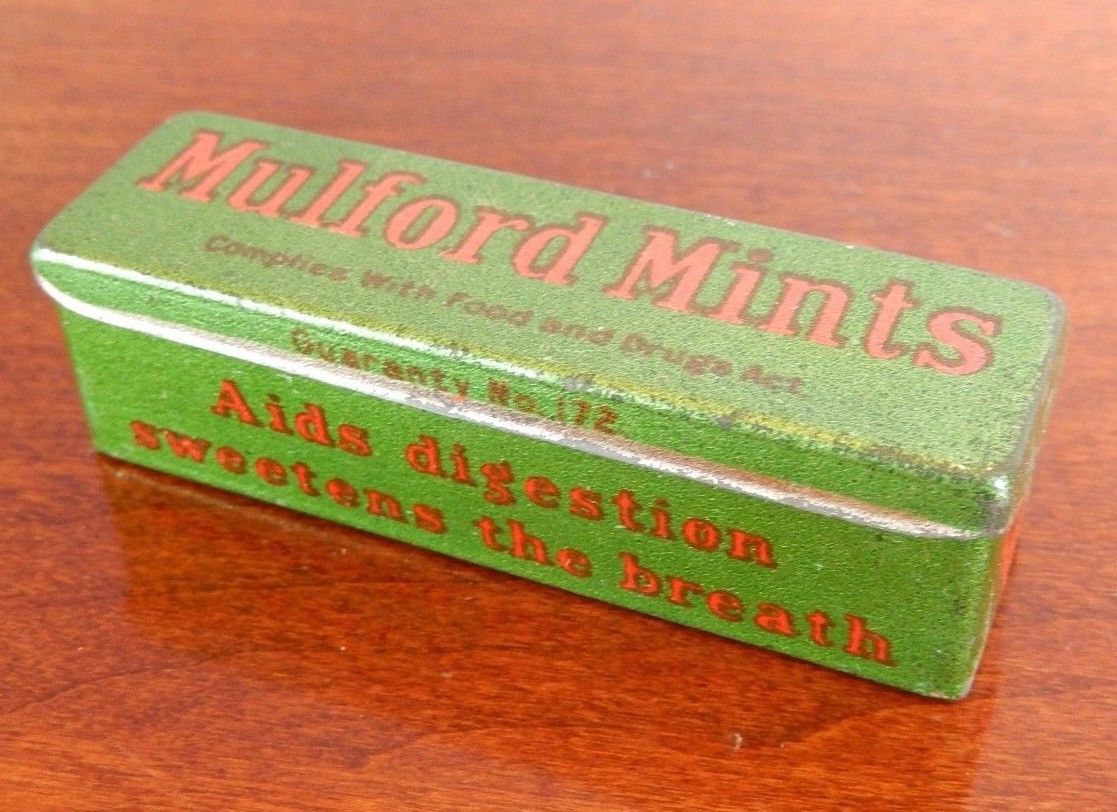 Mulford Mints
Complies With Food and Drugs Act.
Guaranty No. 172
Aids digestion
sweetens the breath